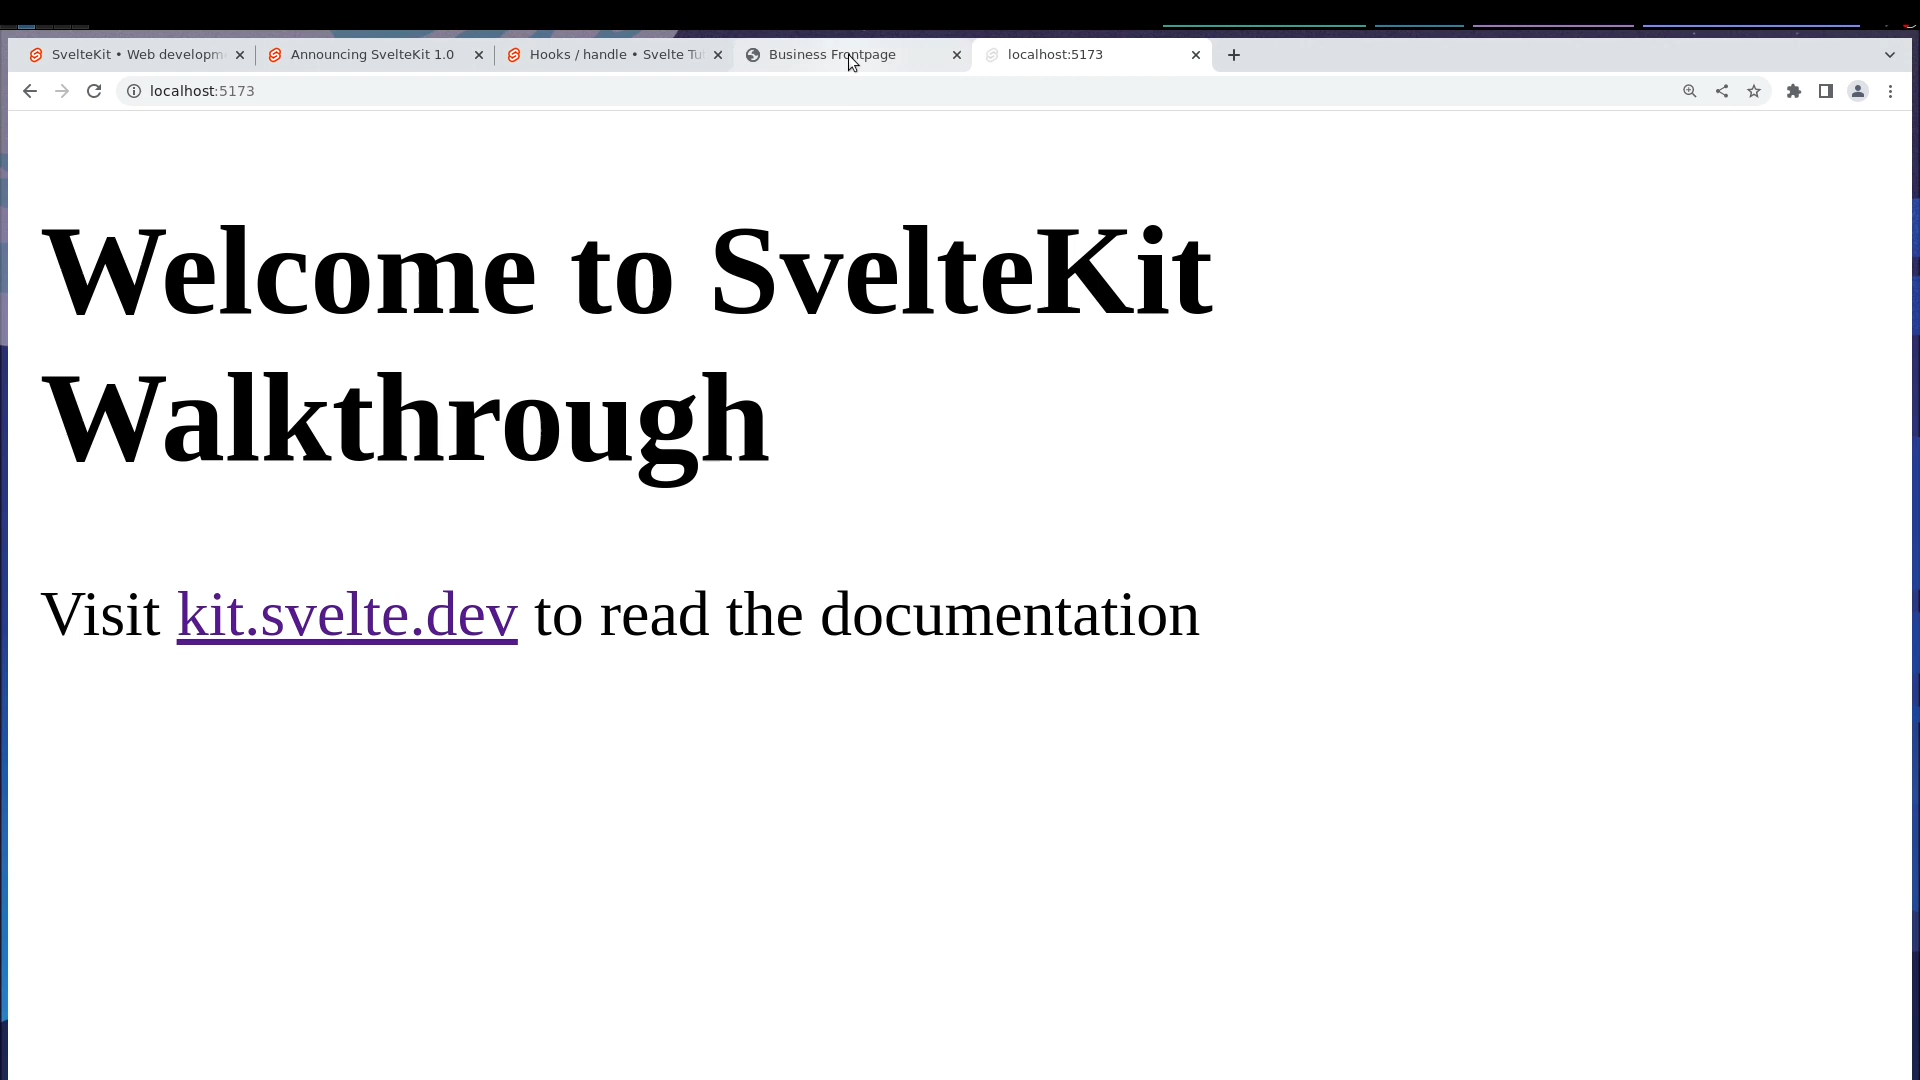 SvelteKit • Web developm
Announcing SvelteKit 1.0
Hooks / handle • Svelte Tu
Business Frontpage
localhost:5173
localhost:5173
Welcome to SvelteKit
Walkthrough
Visit kit.svelte.dev to read the documentation